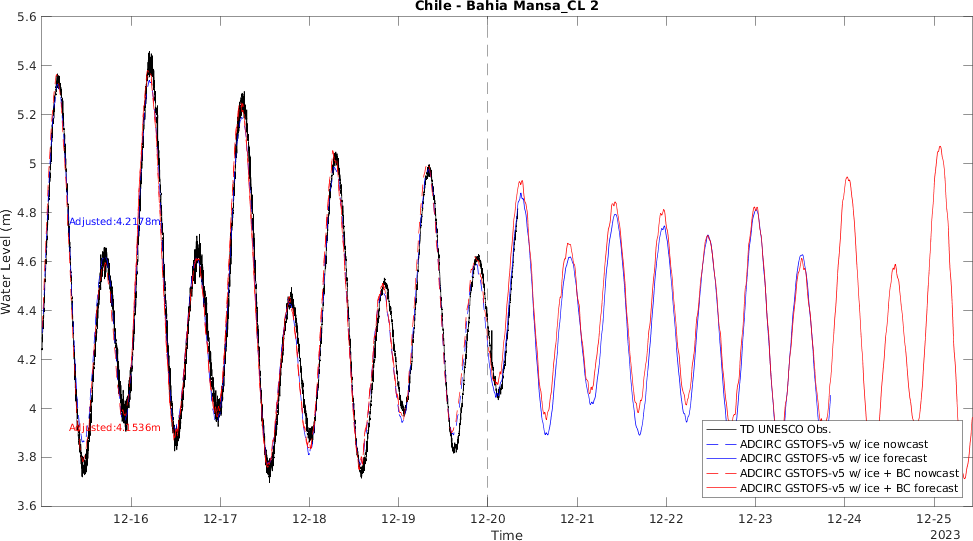 Chile - Bahia Mansa_CL 2
5.6
5.4
5.2
5
4.8
4.6
4.4
4.2
4
3.8
3.6
Water Level (m)
Adjusted:4.2178m
Adjusted:4.1536m
TD UNESCO Obs.
ADCIRC GSTOFS-v5 w/ ice nowcast
ADCIRC GSTOFS-v5 w/ ice forecast
ADCIRC GSTOFS-v5 w/ ice + BC nowcast
ADCIRC GSTOFS-v5 w/ ice + BC forecast
12-16 12-17 12-18 12-19 12-20 12-21 12-22 12-23 12-24 12-25
2023
Time